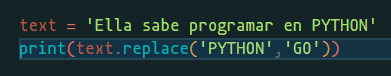 text = 'Ella sabe programar en PYTHON'
print(text.replace('PYTHON','GO'))